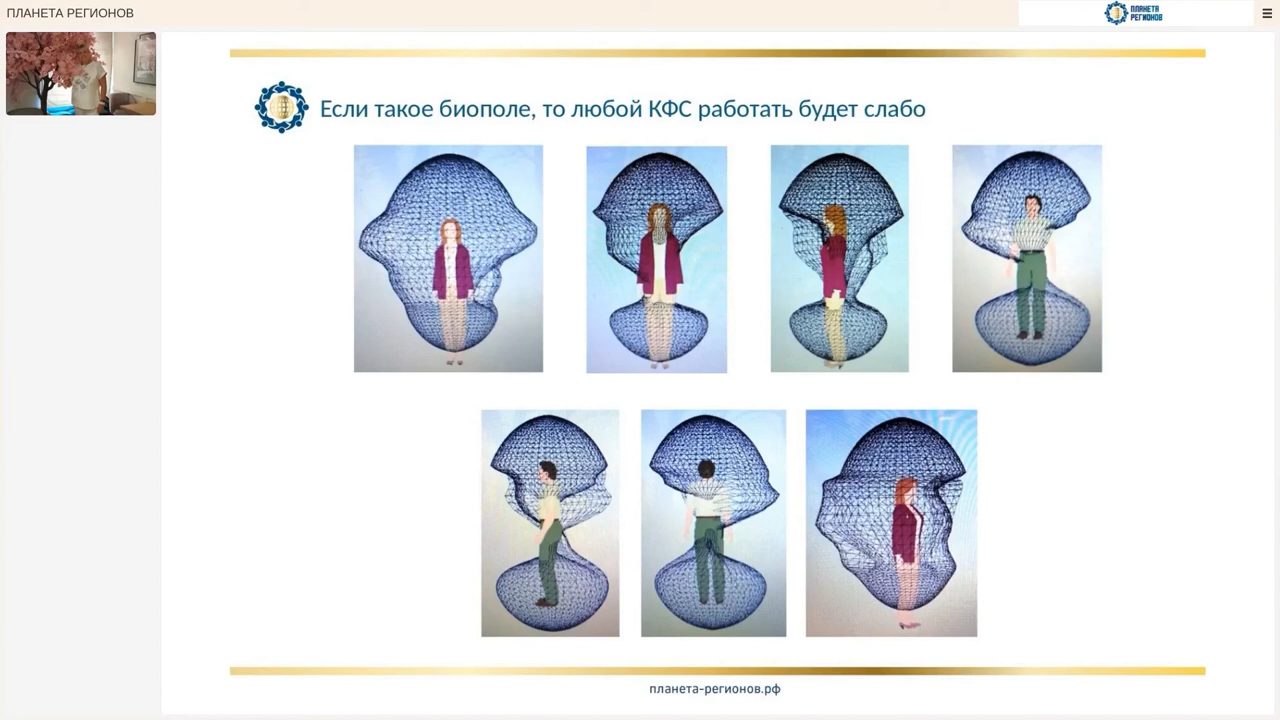 ПЛАНЕТА РЕГИОНОВ
ПЛАНЕТА
РЕГИОНОВ
Если такое биополе, то любой КФС работать будет слабо
планета-регионов.рф